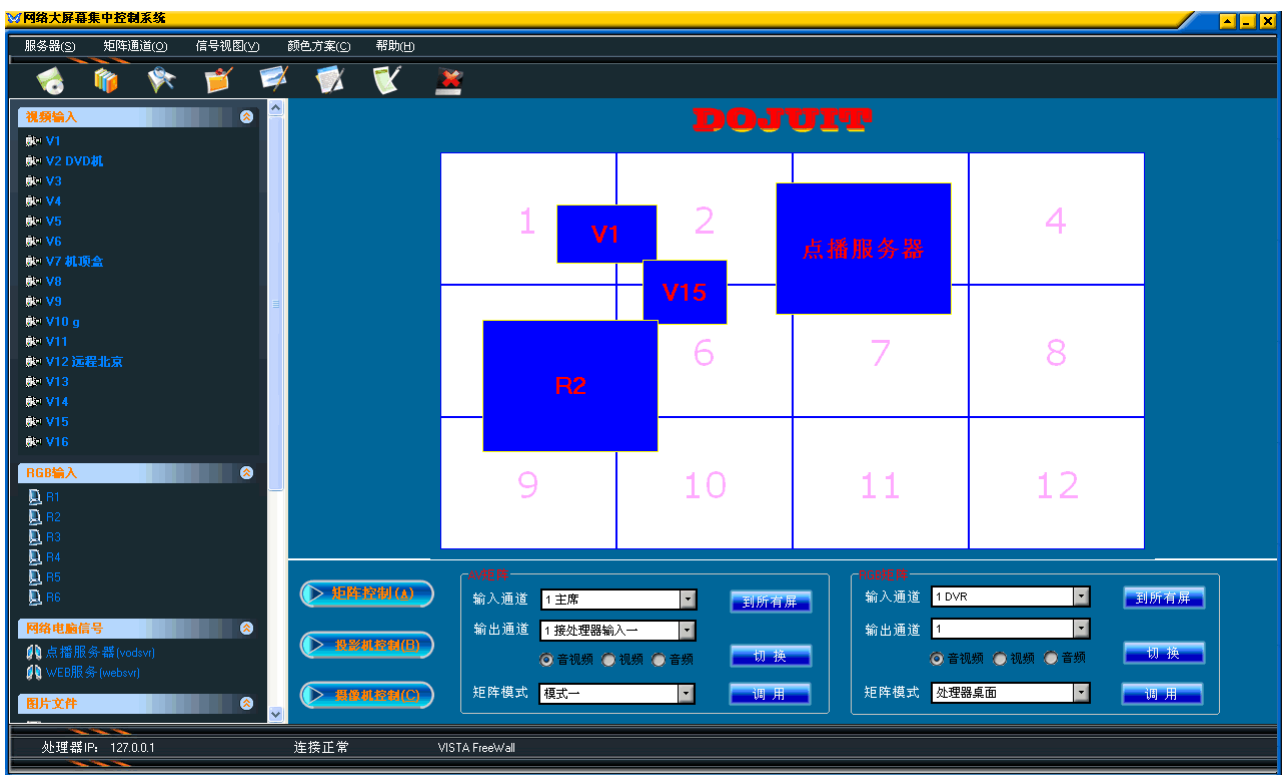 网络大屏幕集中控制系统
服务器(S) 矩阵通道(O) 信号视图(V) 颜色方案(C) 帮助(H)
视频输入
V1
V2 DVD机
V3
V4
V5
V6
V7 机顶盒
V8
V9
V10 g
V11
V12 远程北京
V13
V14
V15
V16
RGB输入
R1
R2
R3
R4
R5
R6
网络电脑信号
点播服务器(vodsvr)
WEB服务(websvr)
图片文件
DOJUIT
1 V1 2 点播服务器 4
V15
R2 6 7 8
9 10 11 12
矩阵控制(A)
投影机控制(B)
摄像机控制(C)
AV矩阵
输入通道 1 主席 到所有屏
输出通道 1 接处理器输入一
音视频 视频 音频 切 换
矩阵模式 模式一 调 用
RGB矩阵
输入通道 1 DVR 到所有屏
输出通道 1
音视频 视频 音频 切 换
矩阵模式 处理器桌面 调 用
处理器IP: 127.0.0.1 连接正常 VISTA FreeWall